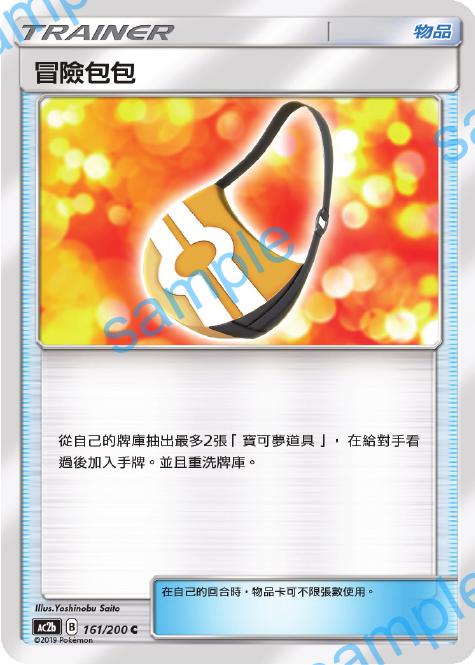 TRAINER
物品
冒險包包
sample
從自己的牌庫抽出最多2張「寶可夢道具」，在給對手看
過後加入手牌。並且重洗牌庫。
在自己的回合時，物品卡可不限張數使用。
Illus.Yoshinobu Saito
AC2b B 161/200 C
©2019 Pokémon
sample